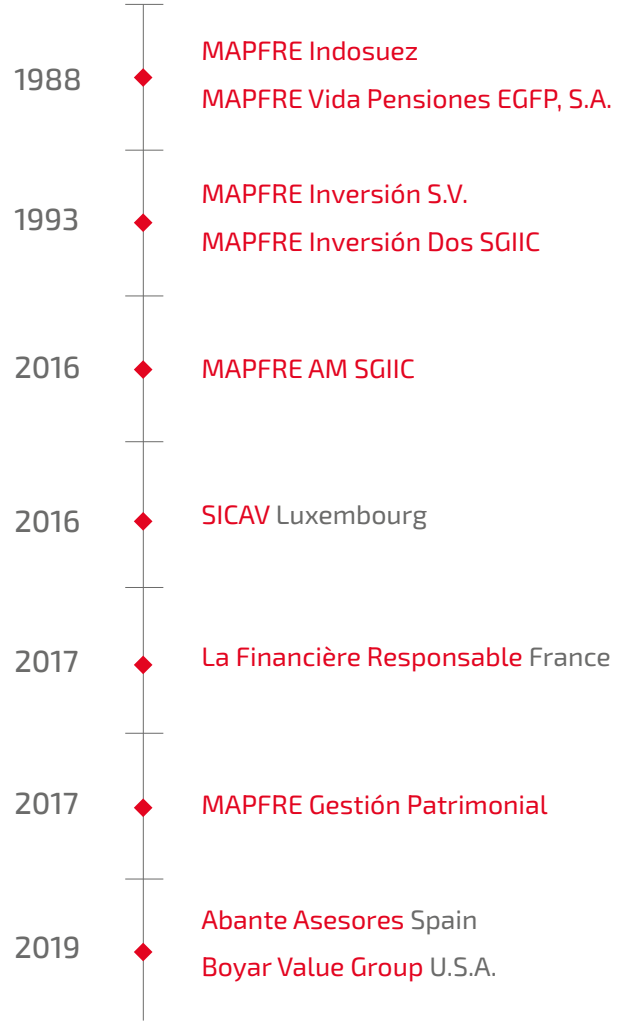 1988
MAPFRE Indosuez
MAPFRE Vida Pensiones EGFP, S.A.
1993
MAPFRE Inversión S.V.
MAPFRE Inversión Dos SGIIC
2016
MAPFRE AM SGIIC
2016
SICAV Luxembourg
2017
La Financière Responsable France
2017
MAPFRE Gestión Patrimonial
2019
Abante Asesores Spain
Boyar Value Group U.S.A.